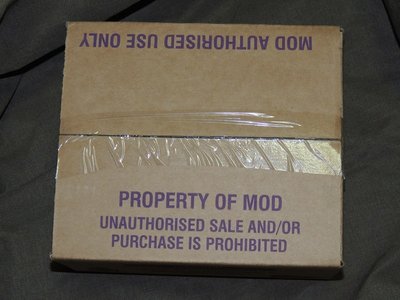 MOD AUTHORISED USE ONLY
PROPERTY OF MOD
UNAUTHORISED SALE AND/OR
PURCHASE IS PROHIBITED